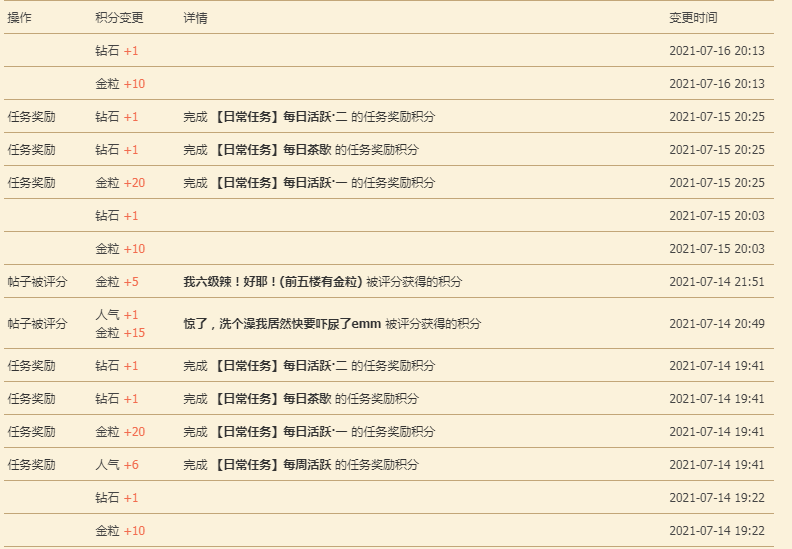 操作 积分变更 详情 变更时间
钻石 +1 2021-07-16 20:13
金粒 +10 2021-07-16 20:13
任务奖励 钻石 +1 完成 【日常任务】每日活跃·二 的任务奖励积分 2021-07-15 20:25
任务奖励 钻石 +1 完成 【日常任务】每日茶歇 的任务奖励积分 2021-07-15 20:25
任务奖励 金粒 +20 完成 【日常任务】每日活跃·一 的任务奖励积分 2021-07-15 20:25
钻石 +1 2021-07-15 20:03
金粒 +10 2021-07-15 20:03
帖子被评分 金粒 +5 我六级辣！好耶！(前五楼有金粒) 被评分获得的积分 2021-07-14 21:51
帖子被评分 人气 +1
金粒 +15 惊了，洗个澡我居然快要吓尿了emm 被评分获得的积分 2021-07-14 20:49
任务奖励 钻石 +1 完成 【日常任务】每日活跃·二 的任务奖励积分 2021-07-14 19:41
任务奖励 钻石 +1 完成 【日常任务】每日茶歇 的任务奖励积分 2021-07-14 19:41
任务奖励 金粒 +20 完成 【日常任务】每日活跃·一 的任务奖励积分 2021-07-14 19:41
任务奖励 人气 +6 完成 【日常任务】每周活跃 的任务奖励积分 2021-07-14 19:41
钻石 +1 2021-07-14 19:22
金粒 +10 2021-07-14 19:22